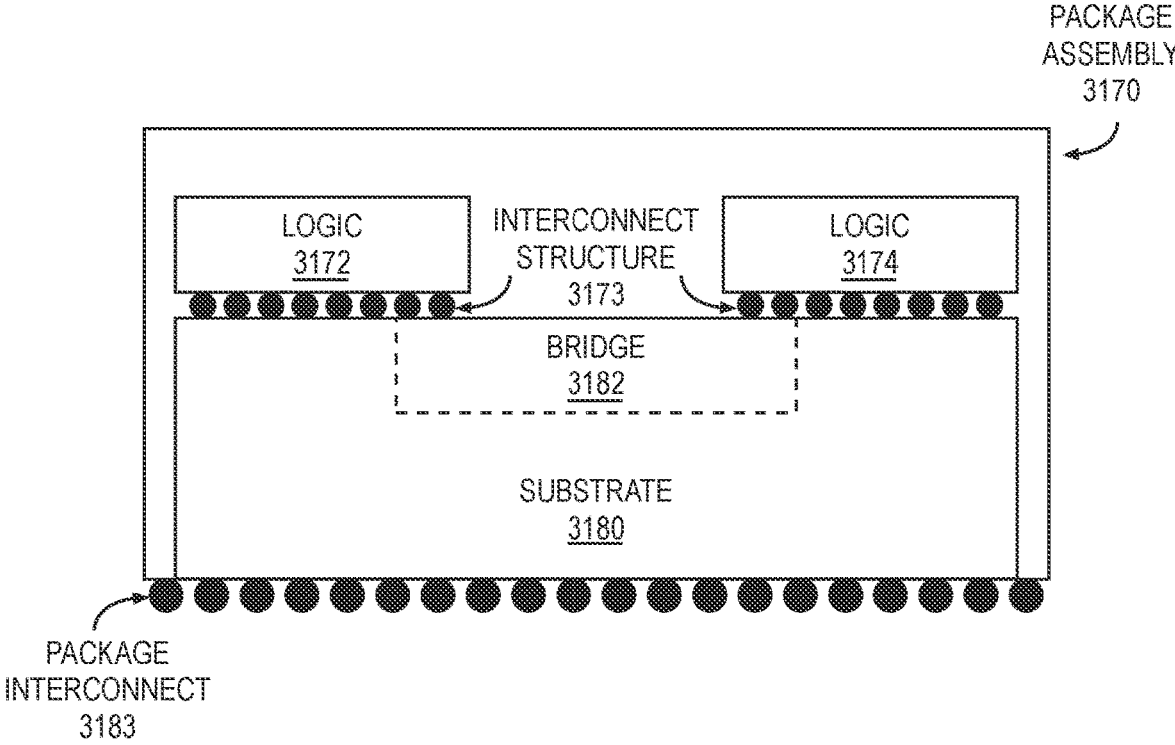 PACKAGE
ASSEMBLY
3170
LOGIC
3172
INTERCONNECT
STRUCTURE
3173
LOGIC
3174
BRIDGE
3182
SUBSTRATE
3180
PACKAGE
INTERCONNECT
3183